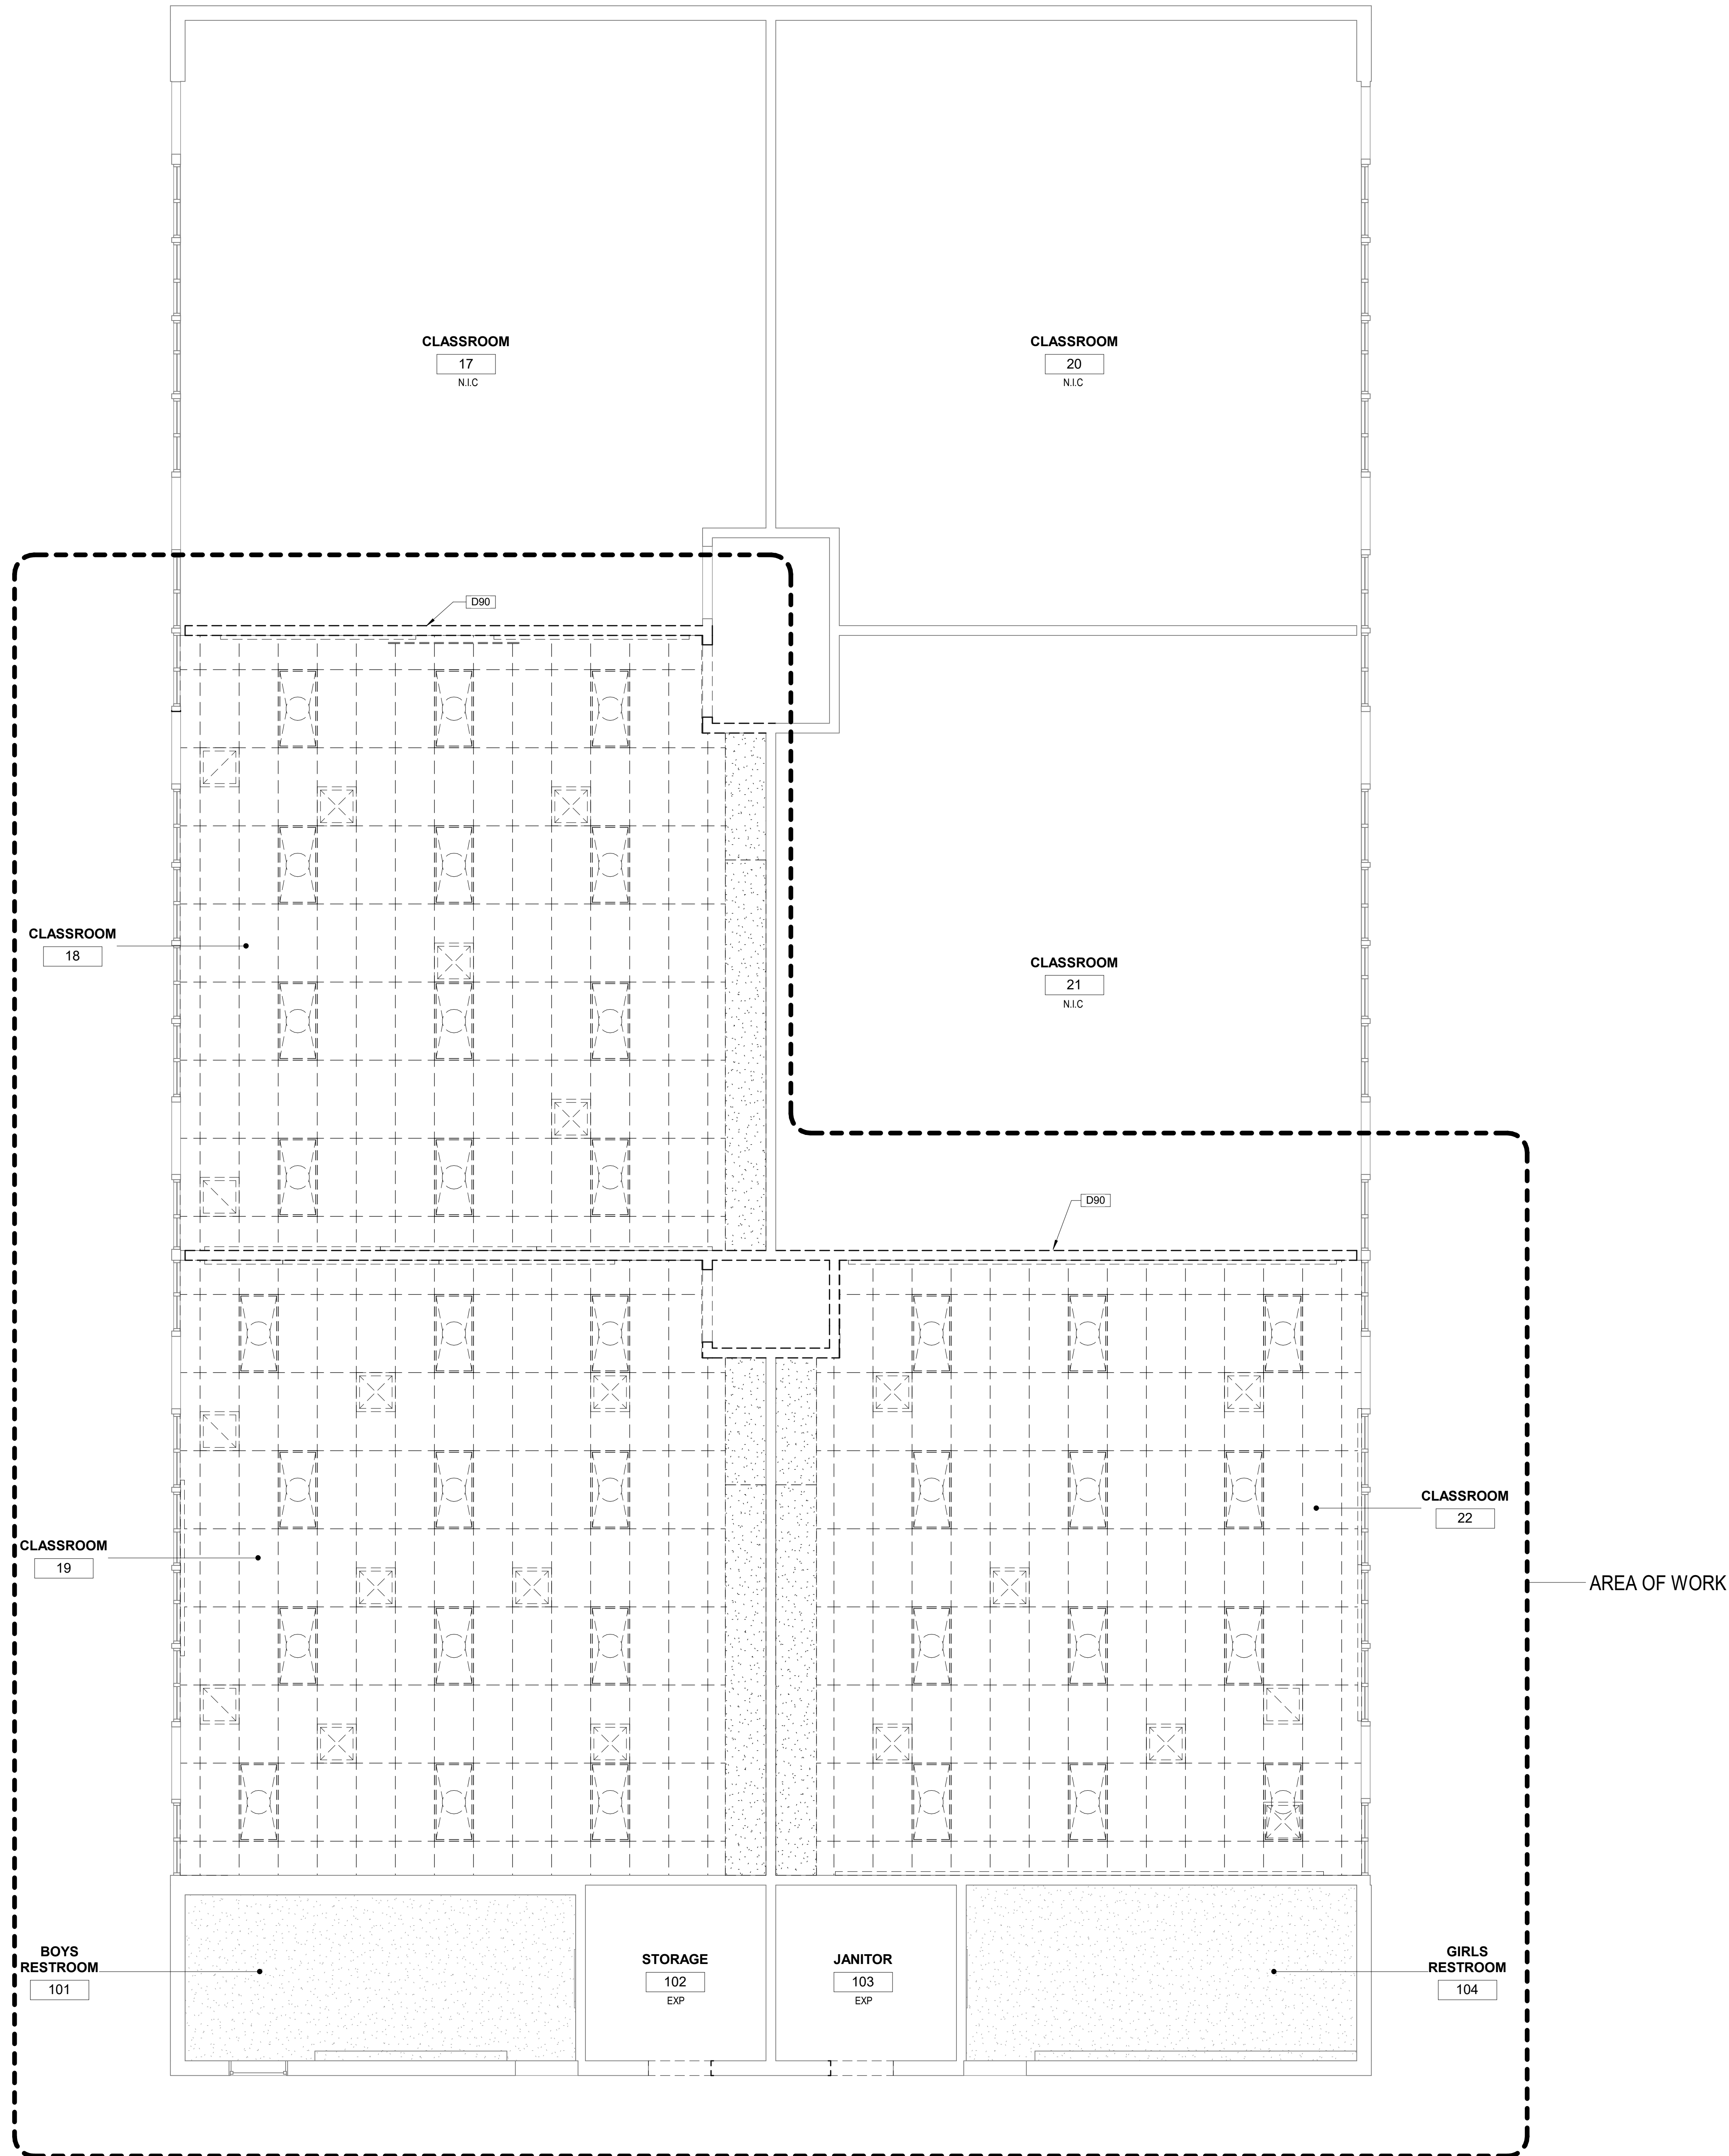 CLASSROOM
17
N.I.C
CLASSROOM
20
N.I.C
D90
CLASSROOM
18
CLASSROOM
21
N.I.C
D90
CLASSROOM
22
CLASSROOM
19
AREA OF WORK
BOYS
RESTROOM
101
STORAGE
102
EXP
JANITOR
103
EXP
GIRLS
RESTROOM
104